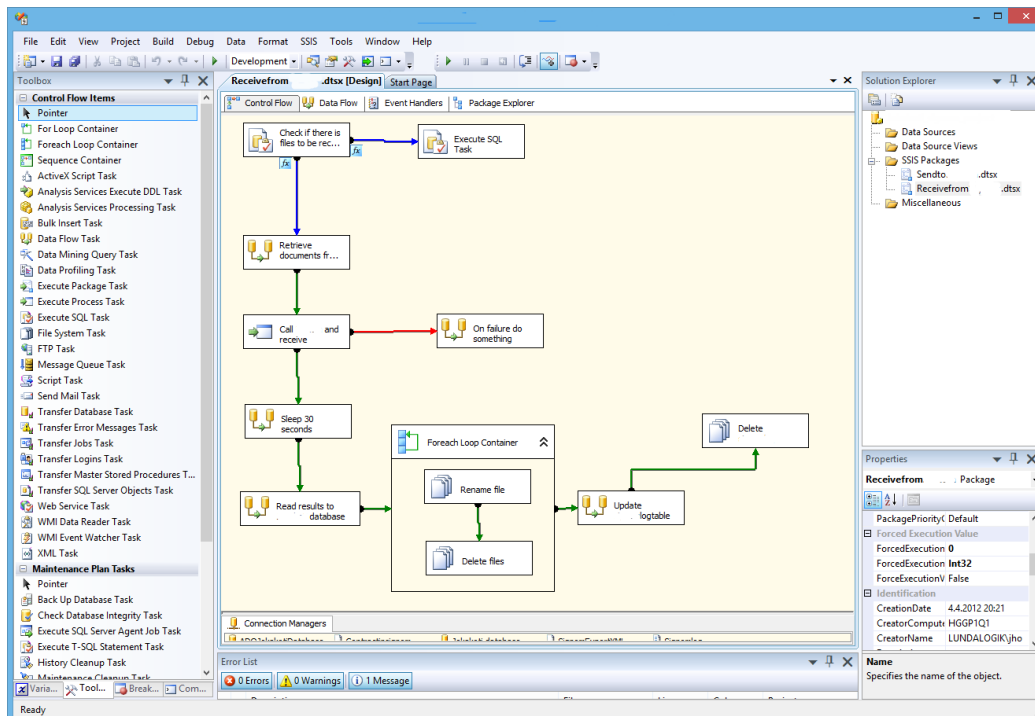 File Edit View Project Build Debug Data Format SSIS Tools Window Help
Development
Toolbox
Control Flow Items
Pointer
For Loop Container
Foreach Loop Container
Sequence Container
ActiveX Script Task
Analysis Services Execute DDL Task
Analysis Services Processing Task
Bulk Insert Task
Data Flow Task
Data Mining Query Task
Data Profiling Task
Execute Package Task
Execute Process Task
Execute SQL Task
File System Task
FTP Task
Message Queue Task
Script Task
Send Mail Task
Transfer Database Task
Transfer Error Messages Task
Transfer Jobs Task
Transfer Logins Task
Transfer Master Stored Procedures T...
Transfer SQL Server Objects Task
Web Service Task
WMI Data Reader Task
WMI Event Watcher Task
XML Task
Maintenance Plan Tasks
Pointer
Back Up Database Task
Check Database Integrity Task
Execute SQL Server Agent Job Task
Execute T-SQL Statement Task
History Cleanup Task
Maintenance Cleanup Task
Varia... Tool... Break... Com...
Receivefrom .dtsx [Design] Start Page
Control Flow Data Flow Event Handlers Package Explorer
Check if there is
files to be rec...
fx
fx
Execute SQL
Task
Retrieve
documents fr...
Call and
receive
On failure do
something
Sleep 30
seconds
Foreach Loop Container
Delete
Rename file
Read results to
database
Update
logtable
Delete files
Connection Managers
Error List
0 Errors 0 Warnings 1 Message
Solution Explorer
Data Sources
Data Source Views
SSIS Packages
Sendto. .dtsx
Receivefrom .dtsx
Miscellaneous
Properties
Receivefrom Package
PackagePriorityC Default
Forced Execution Value
ForcedExecution 0
ForcedExecution Int32
ForceExecutionV False
Identification
CreationDate 4.4.2012 20:21
CreatorCompute HGGP1Q1
CreatorName LUNDALOGIK\jho
Name
Specifies the name of the object.
Ready